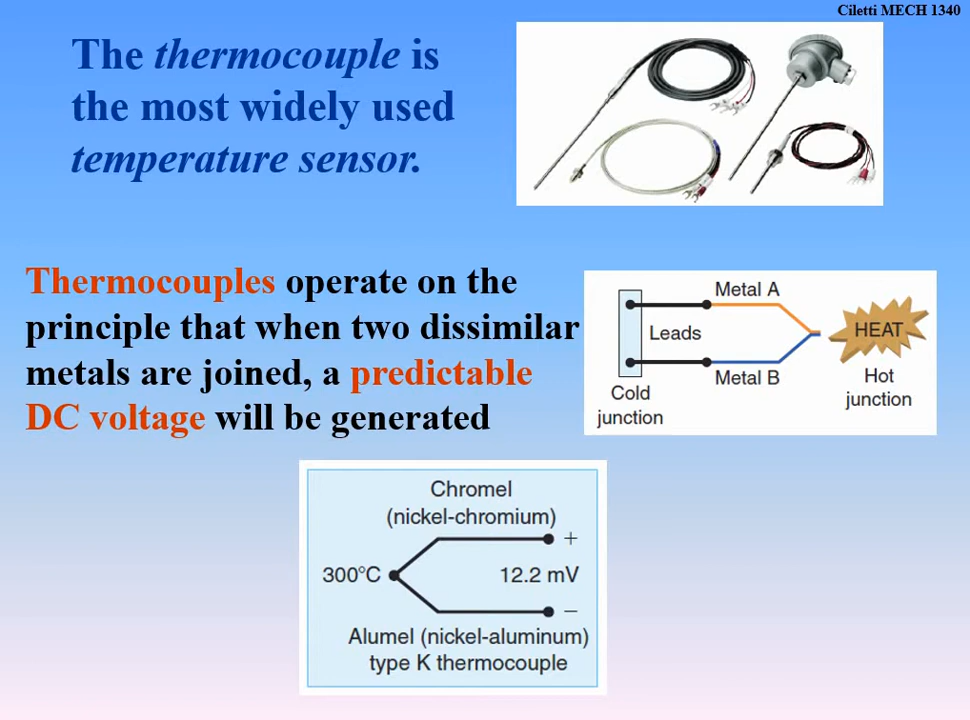 Ciletti MECH 1340
The thermocouple is
the most widely used
temperature sensor.
Thermocouples operate on the
principle that when two dissimilar
metals are joined, a predictable
DC voltage will be generated
Metal A
Leads
HEAT
Metal B
Cold
junction
Hot
junction
Chromel
(nickel-chromium)
+
300°C
12.2 mV
−
Alumel (nickel-aluminum)
type K thermocouple